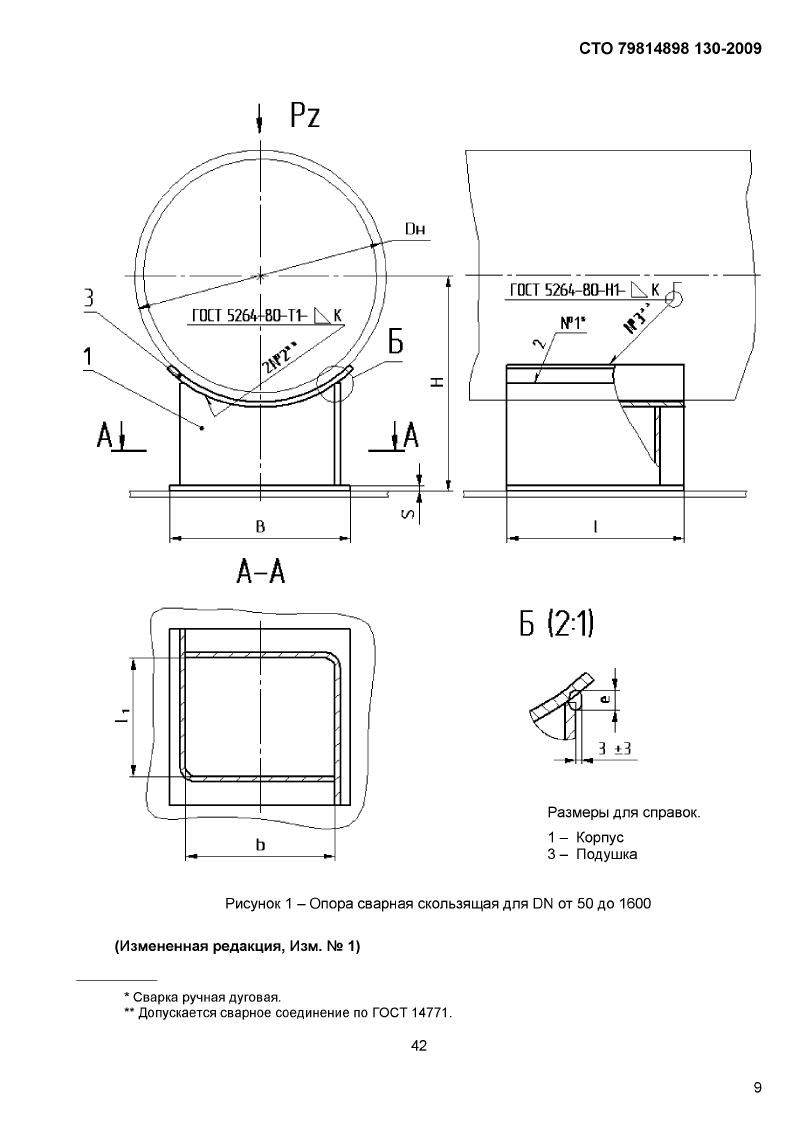 СТО 79814898 130-2009
Pz
Dн
ГОСТ 5264-80-Т1- К
3
1
2№2**
Б
А
А
H
S
B
ГОСТ 5264-80-Н1- К
№1*
2
№3**
l
А-А
l1
b
Б (2:1)
e
3 ±3
Размеры для справок.
1 – Корпус
3 – Подушка
Рисунок 1 – Опора сварная скользящая для DN от 50 до 1600
(Измененная редакция, Изм. № 1)
* Сварка ручная дуговая.
** Допускается сварное соединение по ГОСТ 14771.
42
9